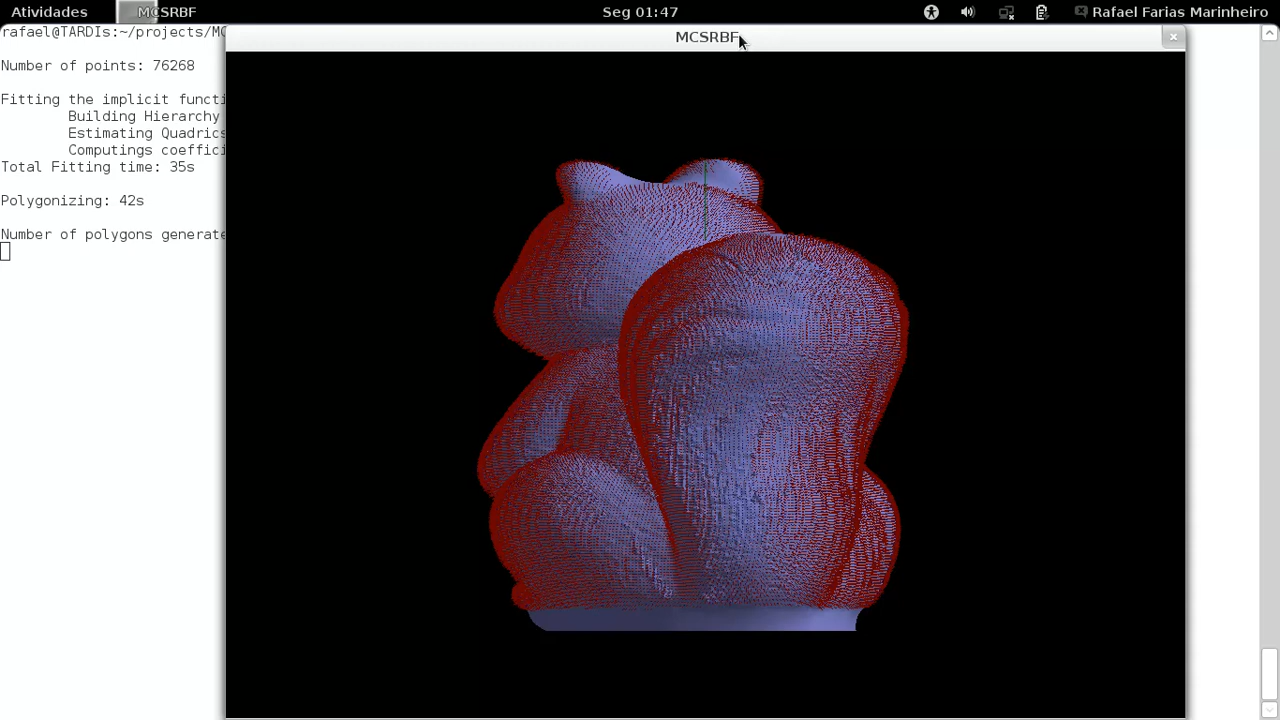 Atividades
MCSRBF
Seg 01:47
Rafael Farias Marinheiro
rafael@TARDIs:~/projects/MC
MCSRBF
Number of points: 76268
Fitting the implicit functi
Building Hierarchy
Estimating Quadrics
Computings coeffici
Total Fitting time: 35s
Polygonizing: 42s
Number of polygons generate